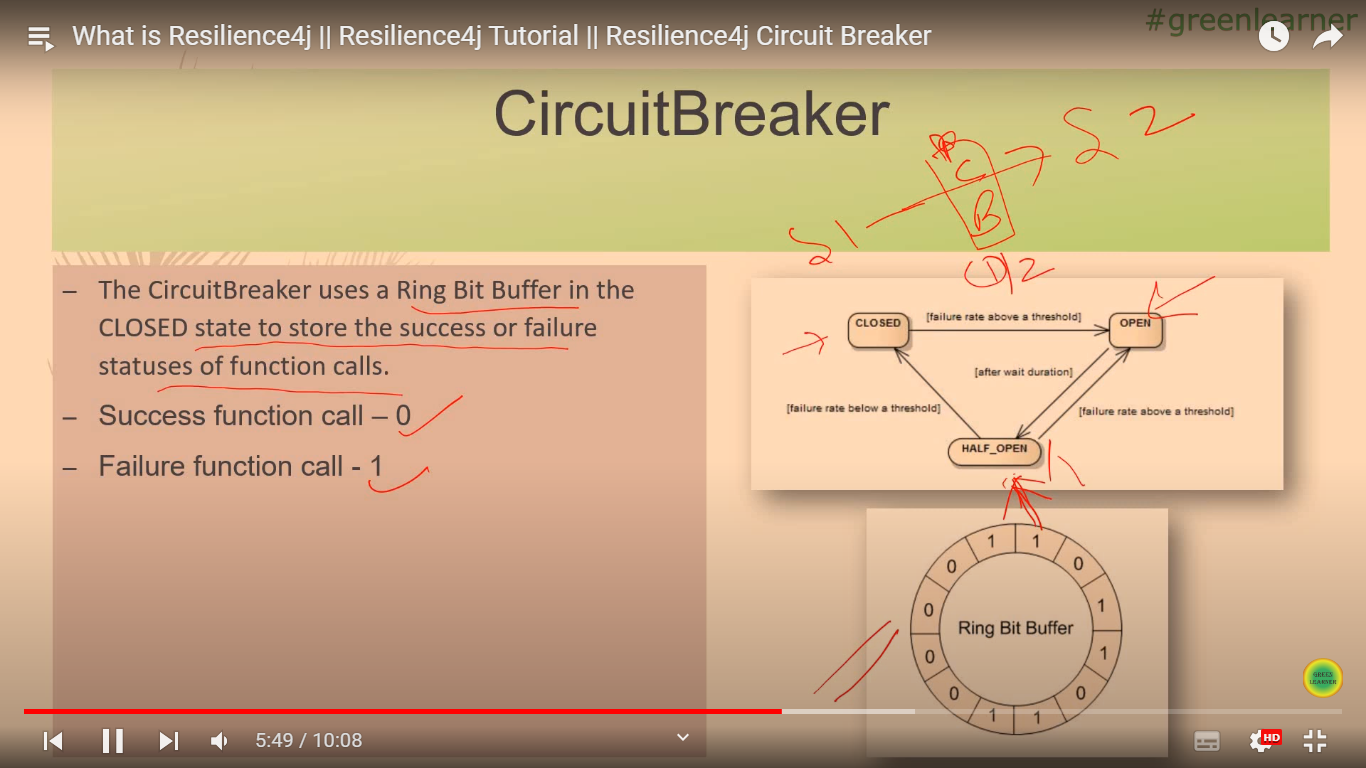 #greenlearner
What is Resilience4j || Resilience4j Tutorial || Resilience4j Circuit Breaker
CircuitBreaker
S1
C
B
S2
– The CircuitBreaker uses a Ring Bit Buffer in the
CLOSED state to store the success or failure
statuses of function calls.
– Success function call – 0
– Failure function call - 1
CLOSED
[failure rate above a threshold]
OPEN
[after wait duration]
[failure rate below a threshold]
[failure rate above a threshold]
HALF_OPEN
1 1
0 0
0 1
Ring Bit Buffer
0 1
0 0
1 1
GREEN
LEARNER
5:49 / 10:08
HD